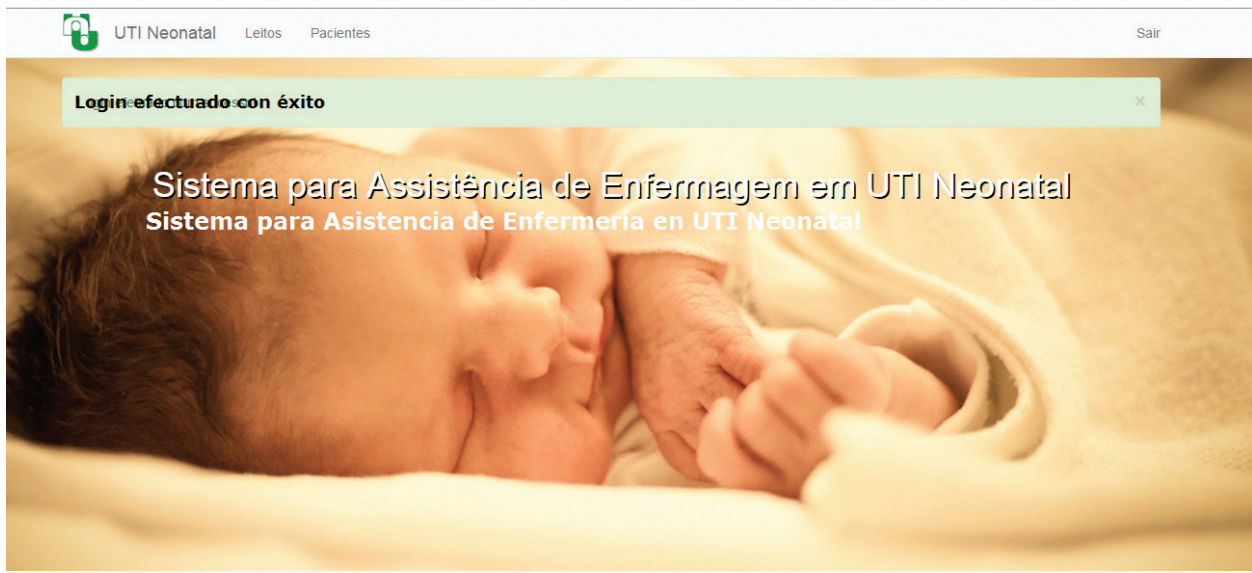 UTI Neonatal Leitos Pacientes Sair
Login efectuado con éxito ×
Sistema para Assistência de Enfermagem em UTI Neonatal
Sistema para Asistencia de Enfermería en UTI Neonatal